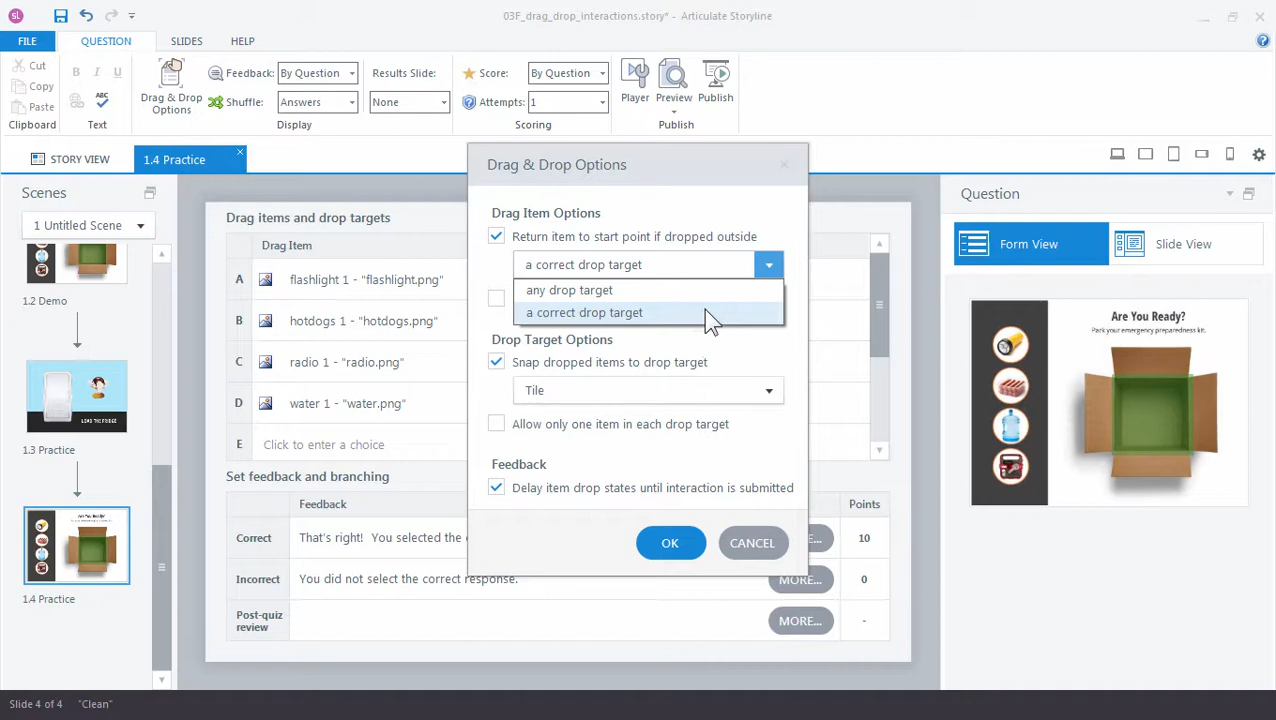 sl
03F_drag_drop_interactions.story* - Articulate Storyline
FILE
QUESTION
SLIDES
HELP
Cut
Copy
Paste
Clipboard
B I U
ABC
Text
Drag & Drop
Options
Feedback:
By Question
Shuffle:
Answers
Results Slide:
None
Display
Score:
By Question
Attempts:
1
Scoring
Player
Preview
Publish
Publish
STORY VIEW
1.4 Practice
Scenes
1 Untitled Scene
1.2 Demo
LOAD THE FRIDGE
1.3 Practice
Are You Ready?
1.4 Practice
Drag items and drop targets
Drag Item
A flashlight 1 - "flashlight.png"
B hotdogs 1 - "hotdogs.png"
C radio 1 - "radio.png"
D water 1 - "water.png"
E Click to enter a choice
Set feedback and branching
Feedback
Points
Correct That's right! You selected the 10
Incorrect You did not select the correct response. MORE... 0
Post-quiz
review
MORE... -
Drag & Drop Options
Drag Item Options
Return item to start point if dropped outside
a correct drop target
any drop target
a correct drop target
Drop Target Options
Snap dropped items to drop target
Tile
Allow only one item in each drop target
Feedback
Delay item drop states until interaction is submitted
OK
CANCEL
Question
Form View
Slide View
Are You Ready?
Pack your emergency preparedness kit.
Slide 4 of 4 "Clean"